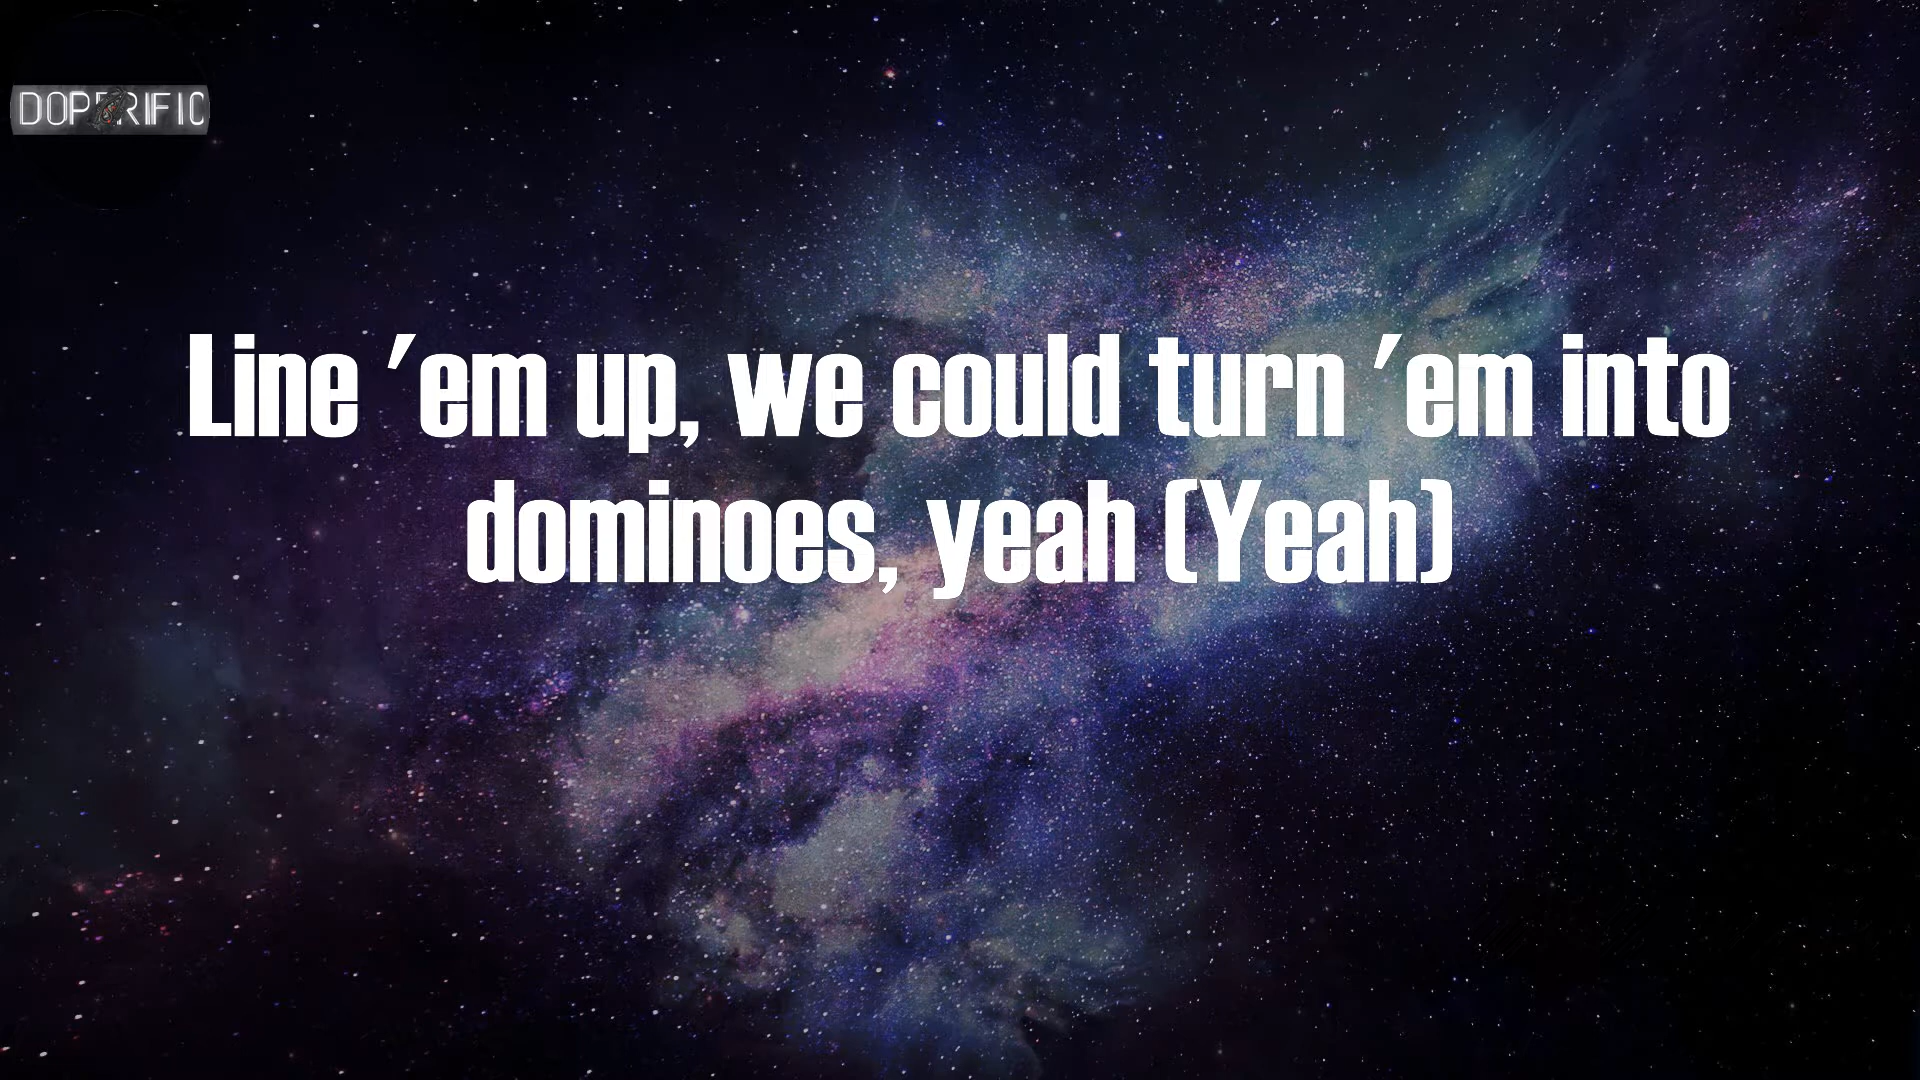 DOPERIFIC
Line 'em up, we could turn 'em into
dominoes, yeah (Yeah)